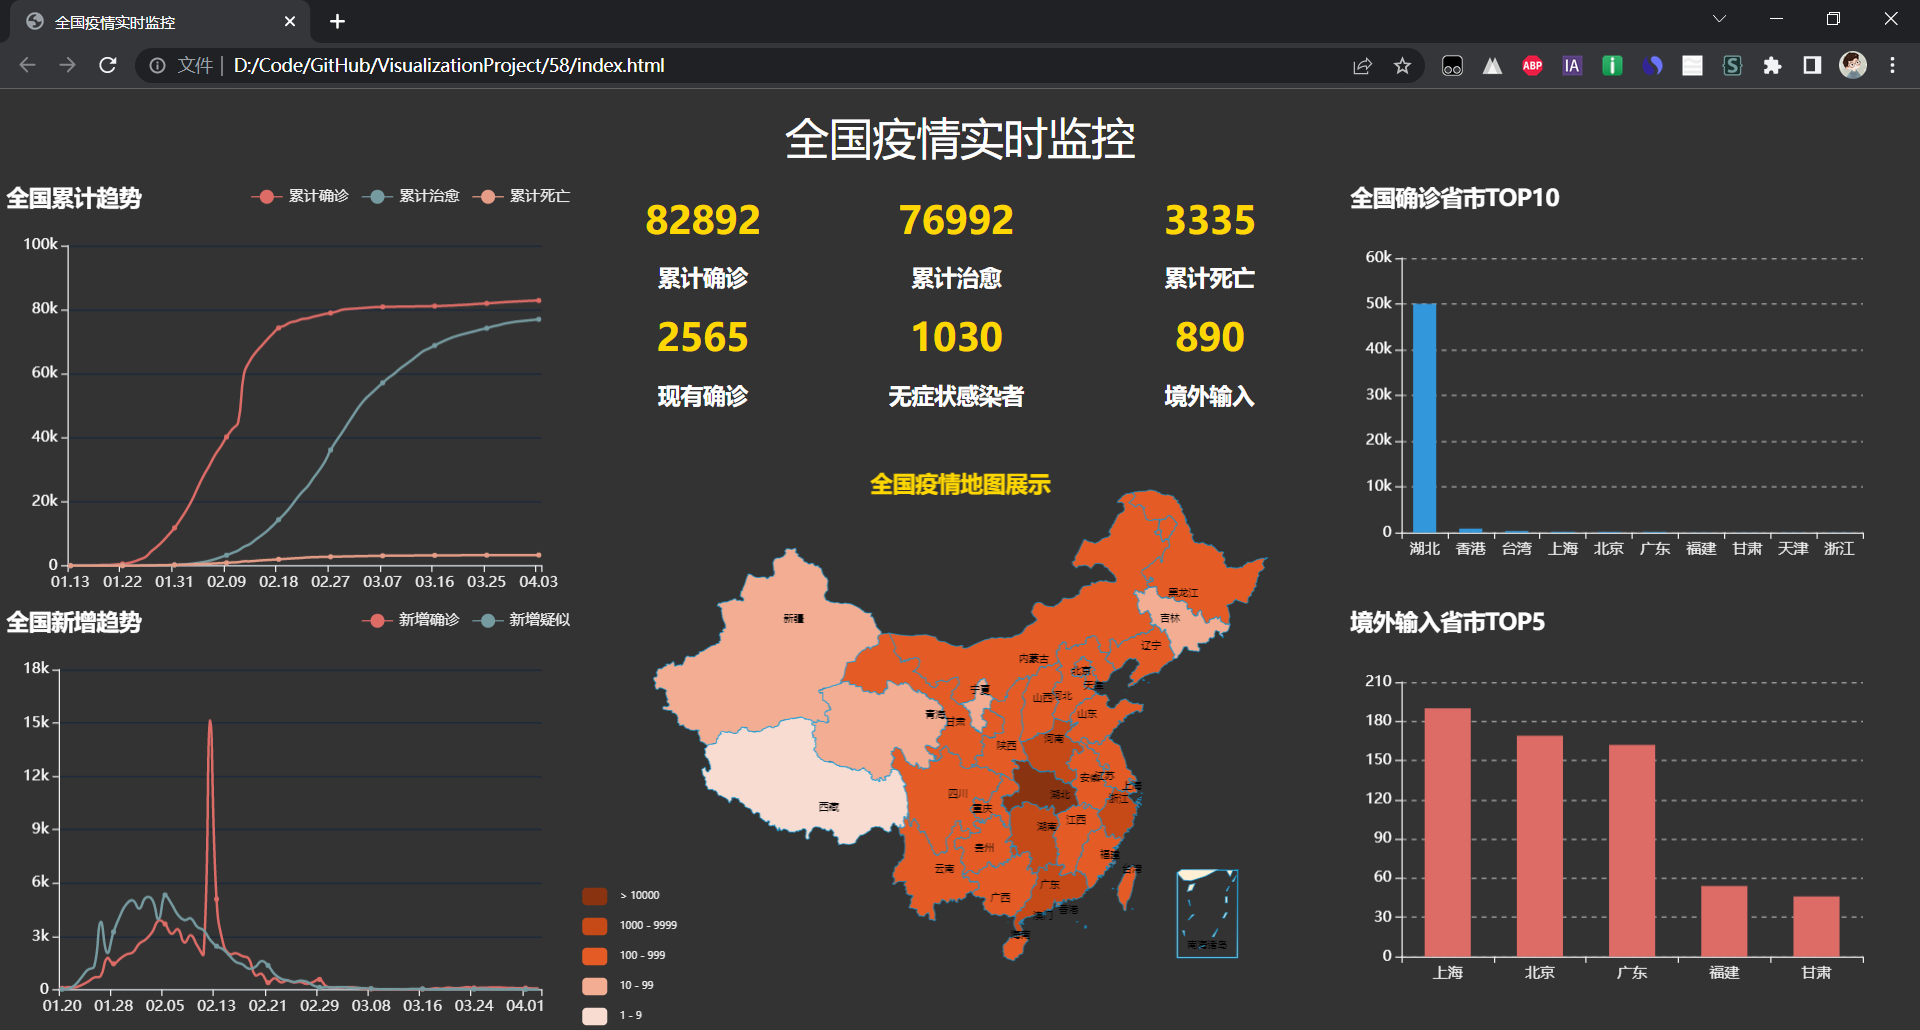 全国疫情实时监控
文件
D:/Code/GitHub/VisualizationProject/58/index.html
ABP
IA
全国疫情实时监控
全国累计趋势
累计确诊
累计治愈
累计死亡
100k
80k
60k
40k
20k
0
01.13 01.22 01.31 02.09 02.18 02.27 03.07 03.16 03.25 04.03
全国新增趋势
新增确诊
新增疑似
18k
15k
12k
9k
6k
3k
0
01.20 01.28 02.05 02.13 02.21 02.29 03.08 03.16 03.24 04.01
82892 76992 3335
累计确诊 累计治愈 累计死亡
2565 1030 890
现有确诊 无症状感染者 境外输入
全国疫情地图展示
黑龙江
吉林
新疆
辽宁
内蒙古
北京
天津
宁夏
山西
河北
青海
甘肃
山东
陕西
河南
安徽
江苏
上海
四川
湖北
浙江
西藏
重庆
湖南
江西
贵州
福建
云南
台湾
广西
广东
澳门
香港
海南
南海诸岛
> 10000
1000 - 9999
100 - 999
10 - 99
1 - 9
全国确诊省市TOP10
60k
50k
40k
30k
20k
10k
0
湖北 香港 台湾 上海 北京 广东 福建 甘肃 天津 浙江
境外输入省市TOP5
210
180
150
120
90
60
30
0
上海 北京 广东 福建 甘肃